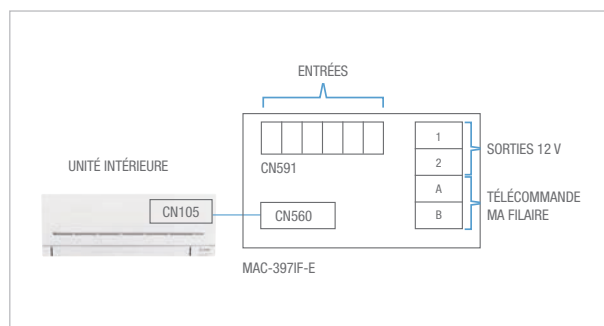 ENTRÉES
1
SORTIES 12 V
UNITÉ INTÉRIEURE
CN591
2
CN105
CN560
A
TÉLÉCOMMANDE
MA FILAIRE
B
MAC-397IF-E